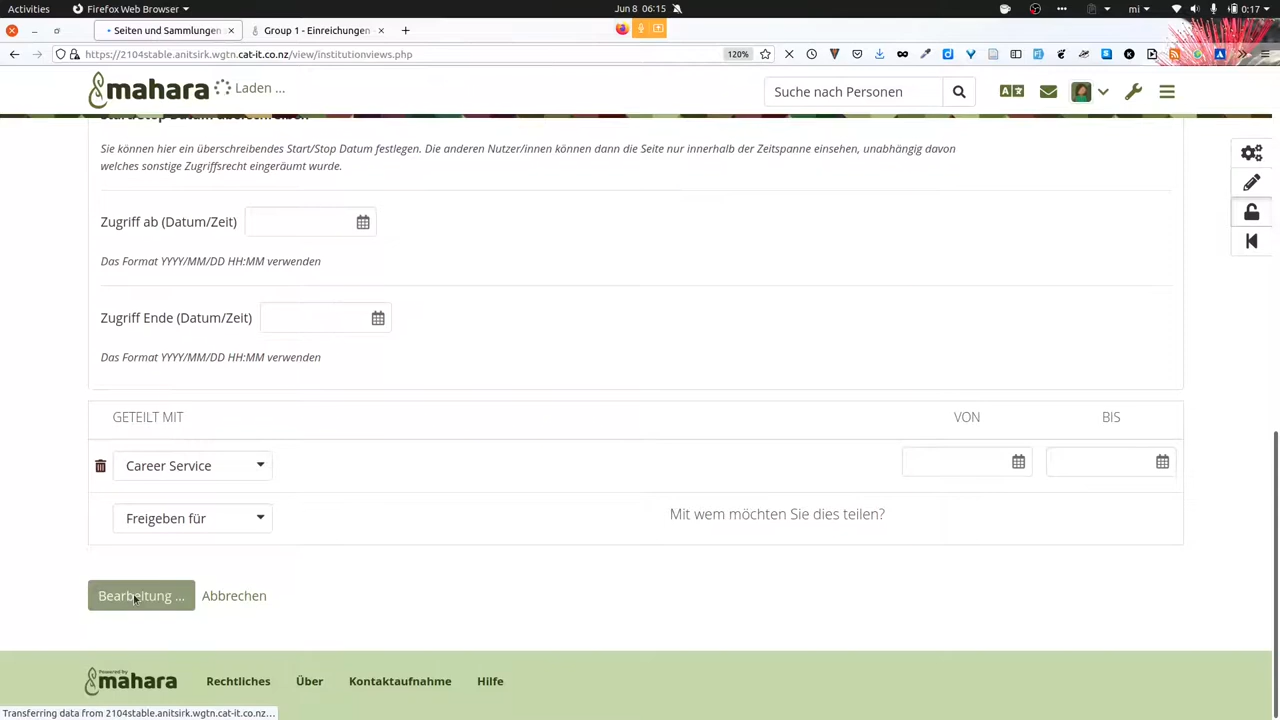 Activities
Firefox Web Browser
Jun 8 06:15
mi
0:17
Seiten und Sammlungen
Group 1 - Einreichungen
https://2104stable.anitsirk.wgtn.cat-it.co.nz/view/institutionviews.php
120%
mahara
Laden ...
Suche nach Personen
Start/Stop Datum überschreiben
Sie können hier ein überschreibendes Start/Stop Datum festlegen. Die anderen Nutzer/innen können dann die Seite nur innerhalb der Zeitspanne einsehen, unabhängig davon
welches sonstige Zugriffsrecht eingeräumt wurde.
Zugriff ab (Datum/Zeit)
Das Format YYYY/MM/DD HH:MM verwenden
Zugriff Ende (Datum/Zeit)
Das Format YYYY/MM/DD HH:MM verwenden
GETEILT MIT
VON
BIS
Career Service
Freigeben für
Mit wem möchten Sie dies teilen?
Bearbeitung ...
Abbrechen
Powered by
mahara
Rechtliches
Über
Kontaktaufnahme
Hilfe
Transferring data from 2104stable.anitsirk.wgtn.cat-it.co.nz...